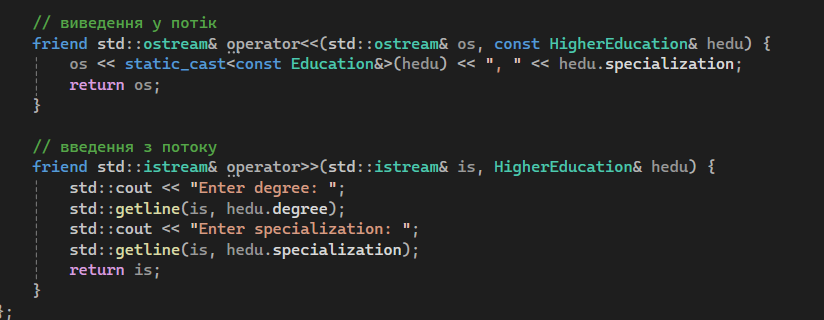 // виведення у потік
friend std::ostream& operator<<(std::ostream& os, const HigherEducation& hedu) {
os << static_cast<const Education&>(hedu) << ", " << hedu.specialization;
return os;
}
// введення з потоку
friend std::istream& operator>>(std::istream& is, HigherEducation& hedu) {
std::cout << "Enter degree: ";
std::getline(is, hedu.degree);
std::cout << "Enter specialization: ";
std::getline(is, hedu.specialization);
return is;
}
};